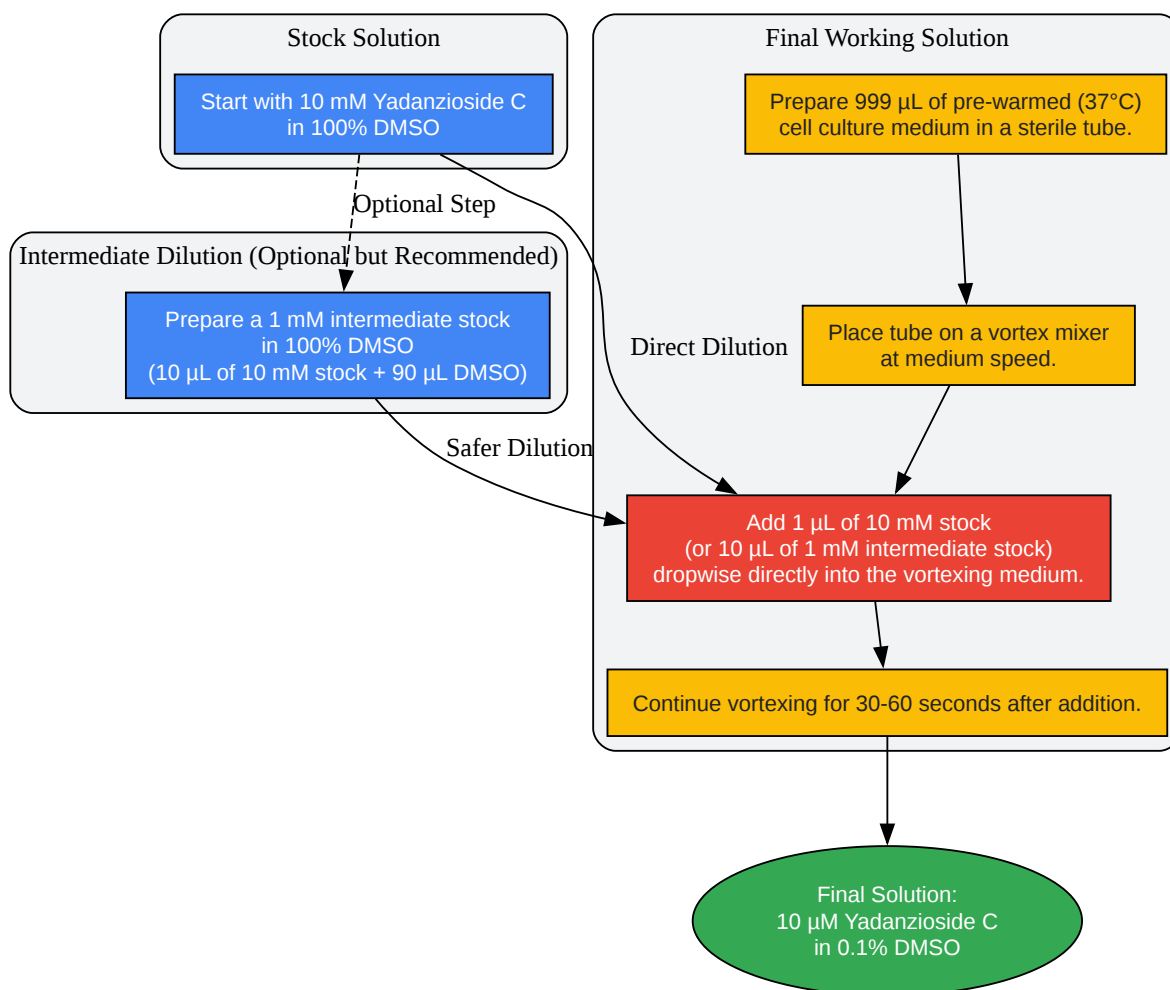 Stock Solution
Start with 10 mM Yadanzioside C
in 100% DMSO
Optional Step
Intermediate Dilution (Optional but Recommended)
Prepare a 1 mM intermediate stock
in 100% DMSO
(10 µL of 10 mM stock + 90 µL DMSO)
Safer Dilution
Direct Dilution
Final Working Solution
Prepare 999 µL of pre-warmed (37°C)
cell culture medium in a sterile tube.
Place tube on a vortex mixer
at medium speed.
Add 1 µL of 10 mM stock
(or 10 µL of 1 mM intermediate stock)
dropwise directly into the vortexing medium.
Continue vortexing for 30-60 seconds after addition.
Final Solution:
10 µM Yadanzioside C
in 0.1% DMSO